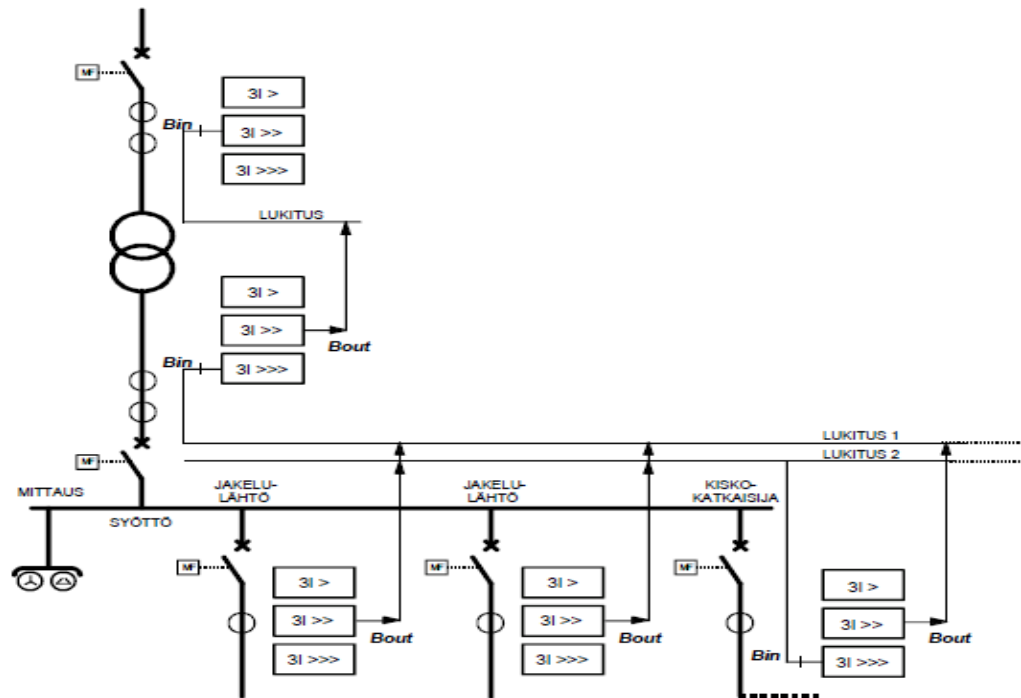 MF
3I >
Bin
3I >>
3I >>>
LUKITUS
3I >
3I >>
Bout
Bin
3I >>>
LUKITUS 1
MF
LUKITUS 2
MITTAUS
JAKELU-
LÄHTÖ
JAKELU-
LÄHTÖ
KISKO-
KATKAISIJA
SYÖTTÖ
MF
3I >
3I >>
Bout
3I >>>
MF
3I >
3I >>
Bout
3I >>>
MF
3I >
3I >>
Bout
Bin
3I >>>